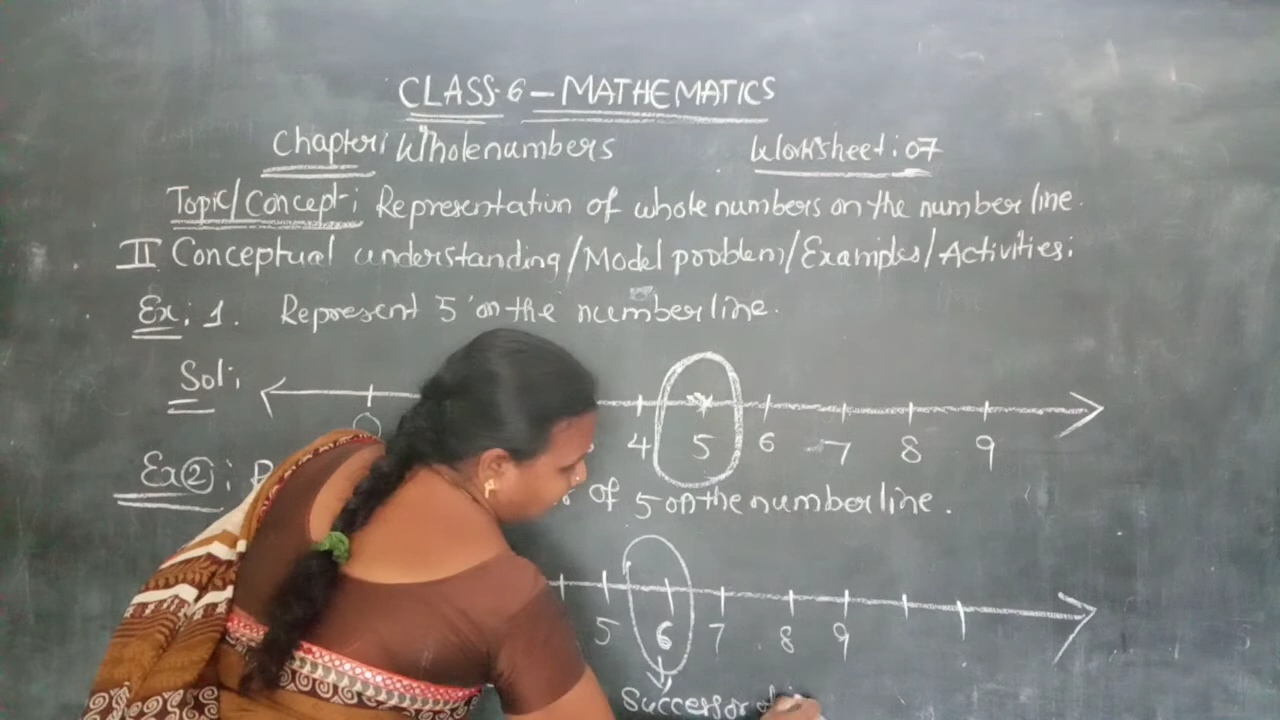 CLASS-6 – MATHEMATICS
Chapter: Wholenumbers Worksheet: 07
Topic/Concept: Representation of whole numbers on the number line.
II Conceptual understanding/Model problem/Examples/Activities:
Ex: 1. Represent 5 on the number line.
Sol:
0 4 5 6 7 8 9
Ex②: of 5 on the number line.
5 6 7 8 9
Successor of